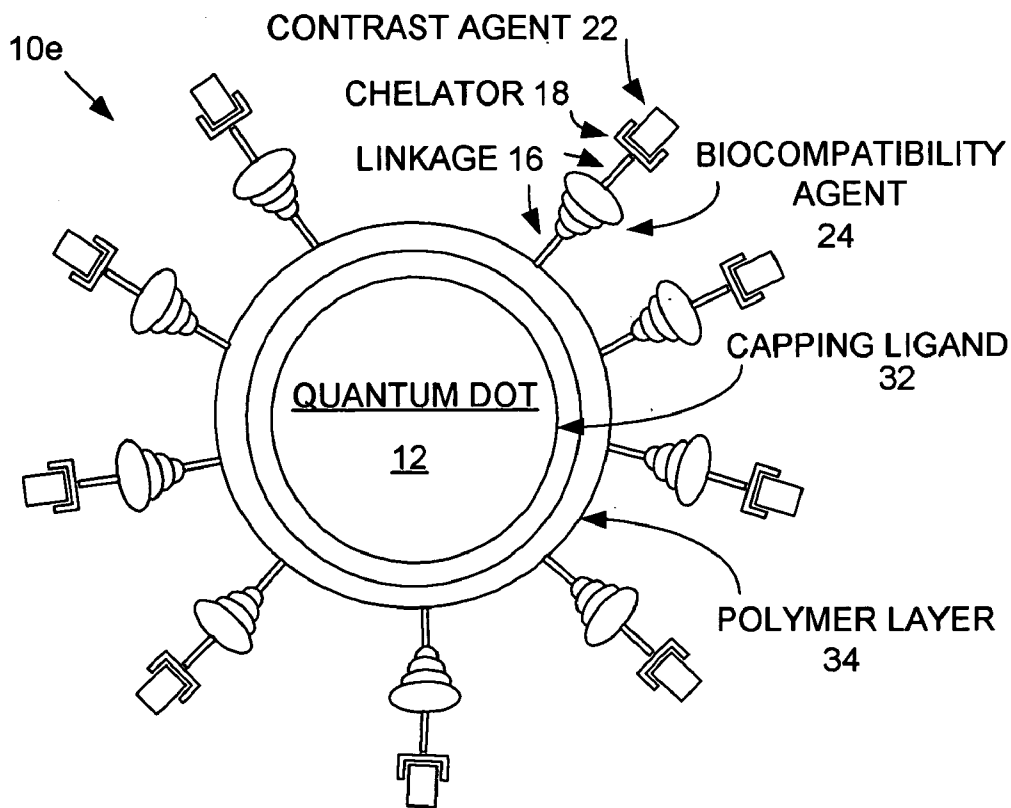 10e
CONTRAST AGENT 22
CHELATOR 18
LINKAGE 16
BIOCOMPATIBILITY
AGENT
24
CAPPING LIGAND
32
QUANTUM DOT
12
POLYMER LAYER
34